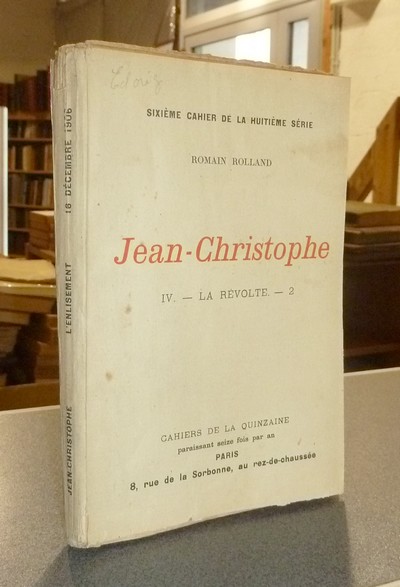 SIXIÈME CAHIER DE LA HUITIÈME SÉRIE
ROMAIN ROLLAND
Jean-Christophe
IV. — LA RÉVOLTE. — 2
CAHIERS DE LA QUINZAINE
paraissant seize fois par an
PARIS
8, rue de la Sorbonne, au rez-de-chaussée
JEAN-CHRISTOPHE L'ENLISEMENT 18 DÉCEMBRE 1906